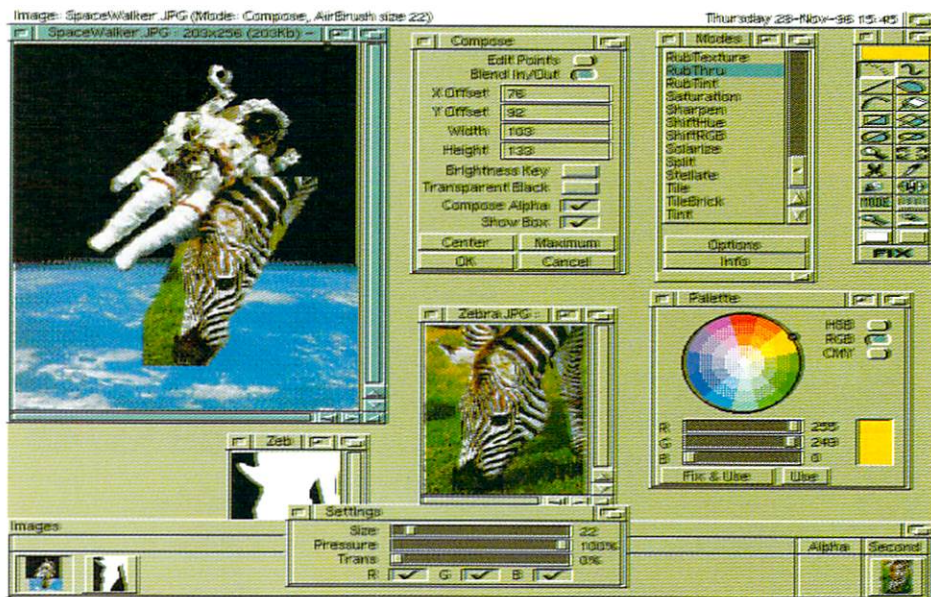 Image: SpaceWalker.JPG (Mode: Compose, AirBrush size 22)
Thursday 28-Nov-96 15:45
SpaceWalker.JPG : 203x256 (203Kb)
Compose
Edit Points
Blend In/Out
X Offset: 76
Y Offset: 92
Width: 103
Height: 133
Brightness Key
Transparent Black
Compose Alpha
Show Box
Center
Maximum
OK
Cancel
Modes
RubTexture
RubThru
RubTint
Saturation
Sharpen
ShiftHue
ShiftRGB
Solarize
Split
Stellate
Tile
TileBrick
Tint
Options
Info
FIX
Zebra.JPG :
Palette
HSB
RGB
CMY
R: 255
G: 248
B: 0
Fix & Use
Use
Zeb
Settings
Size: 22
Pressure: 100%
Trans: 0%
R: G: B:
Images
Alpha
Second